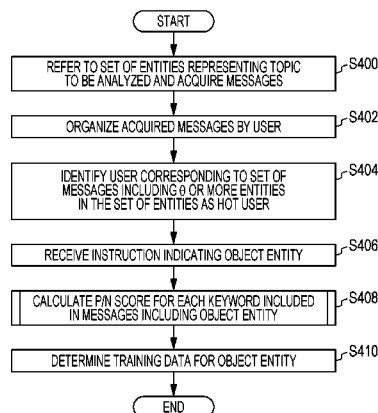 START
REFER TO SET OF ENTITIES REPRESENTING TOPIC
TO BE ANALYZED AND ACQUIRE MESSAGES
S400
ORGANIZE ACQUIRED MESSAGES BY USER
S402
IDENTIFY USER CORRESPONDING TO SET OF
MESSAGES INCLUDING θ OR MORE ENTITIES
IN THE SET OF ENTITIES AS HOT USER
S404
RECEIVE INSTRUCTION INDICATING OBJECT ENTITY
S406
CALCULATE P/N SCORE FOR EACH KEYWORD INCLUDED
IN MESSAGES INCLUDING OBJECT ENTITY
S408
DETERMINE TRAINING DATA FOR OBJECT ENTITY
S410
END